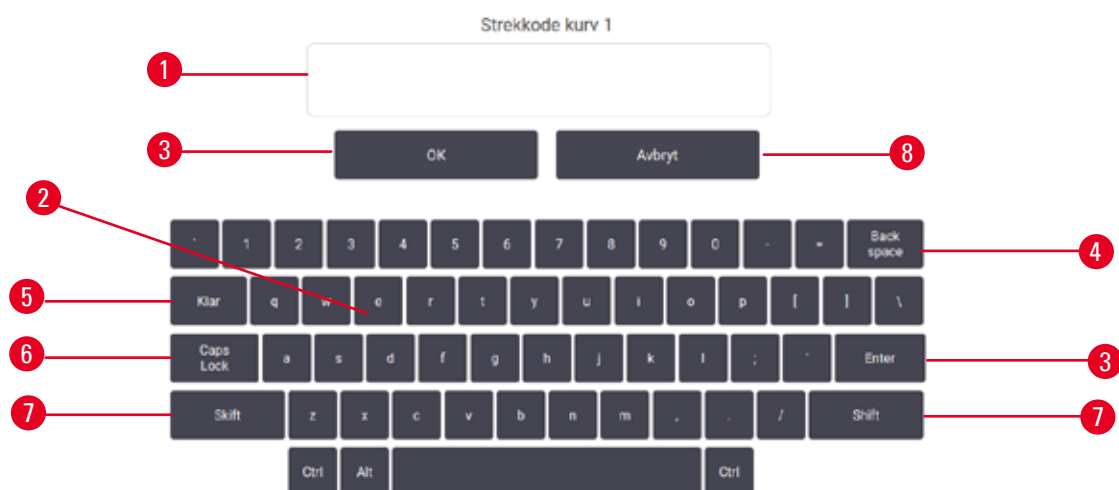 Strekkode kurv 1
1
3 OK Avbryt 8
2
` 1 2 3 4 5 6 7 8 9 0 - = Back space 4
5 Klar q w e r t y u i o p [ ] \
6 Caps Lock a s d f g h j k l ; ' Enter 3
7 Skift z x c v b n m , . / Shift 7
Ctrl Alt Ctrl